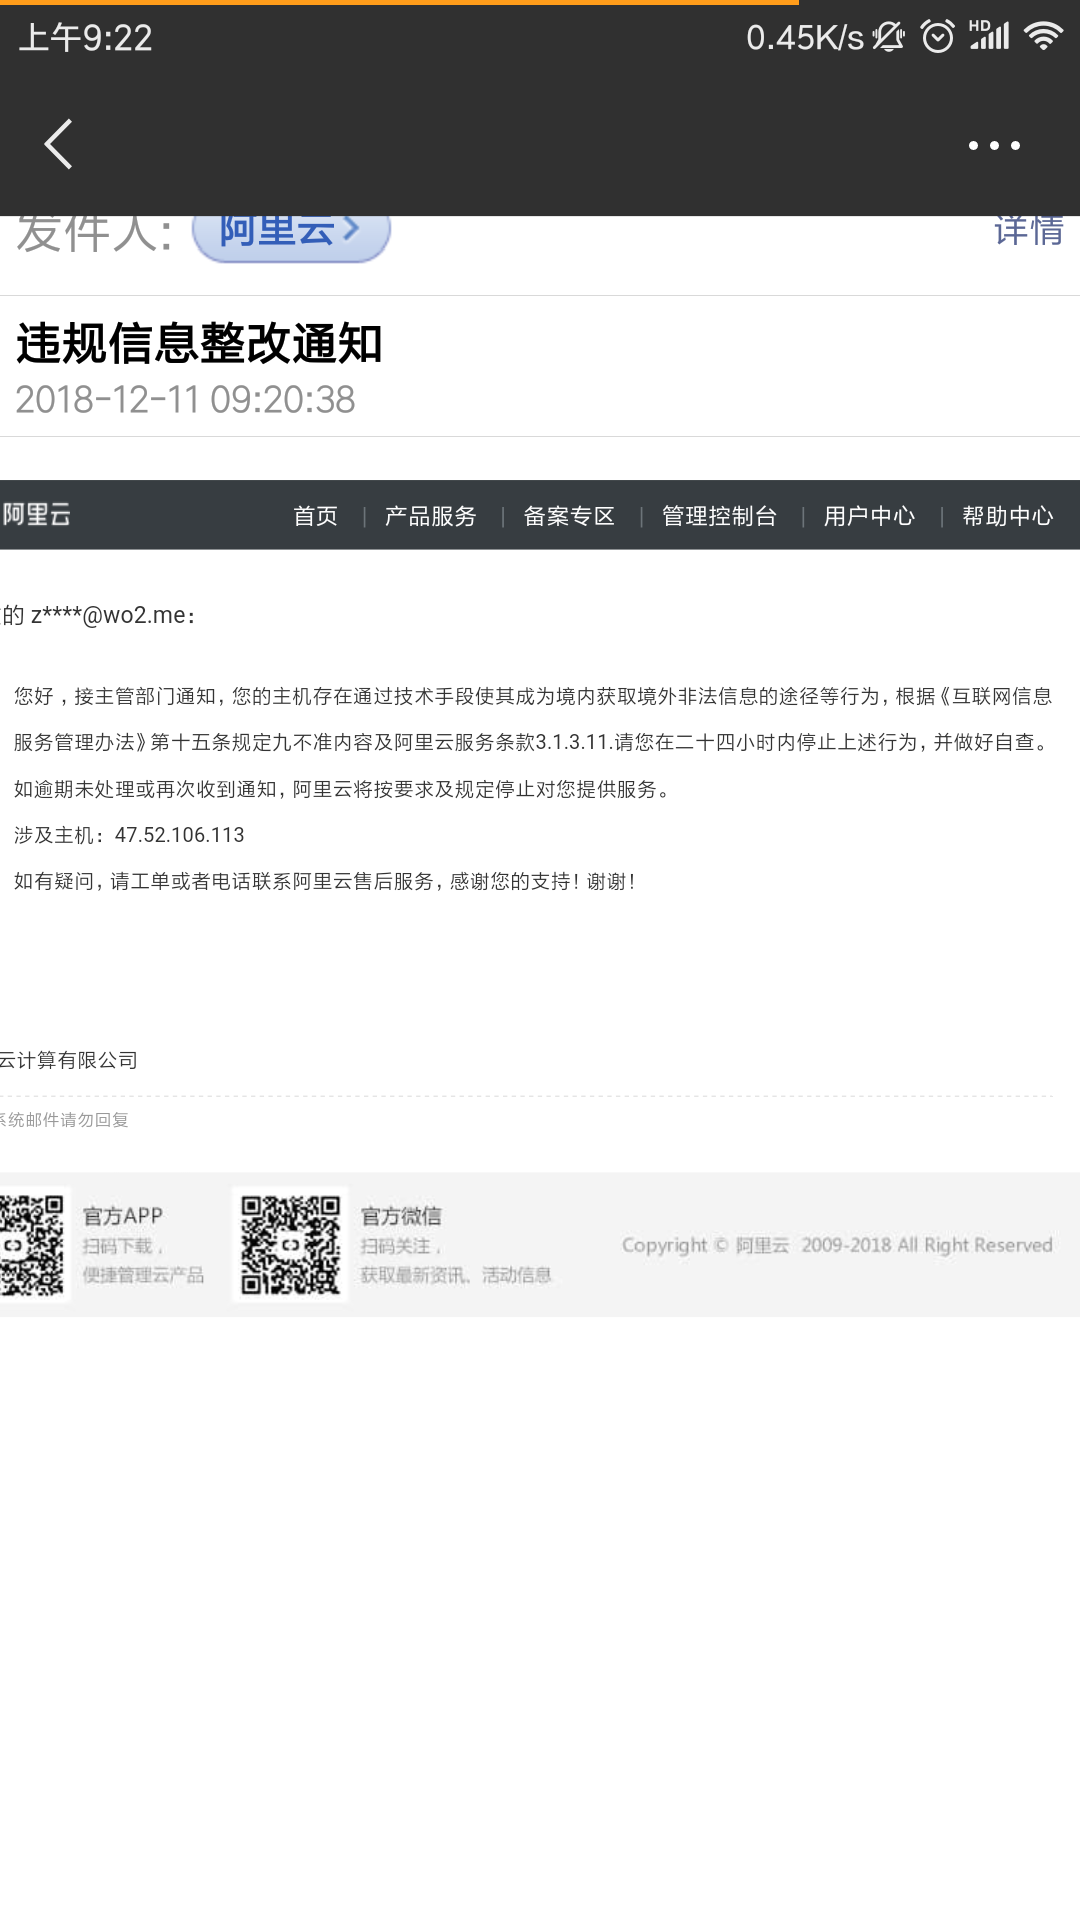 上午9:22 0.45K/s HD
发件人: 阿里云 详情
违规信息整改通知
2018-12-11 09:20:38
阿里云 首页 | 产品服务 | 备案专区 | 管理控制台 | 用户中心 | 帮助中心
的 z****@wo2.me：
您好，接主管部门通知，您的主机存在通过技术手段使其成为境内获取境外非法信息的途径等行为，根据《互联网信息
服务管理办法》第十五条规定九不准内容及阿里云服务条款3.1.3.11.请您在二十四小时内停止上述行为，并做好自查。
如逾期未处理或再次收到通知，阿里云将按要求及规定停止对您提供服务。
涉及主机：47.52.106.113
如有疑问，请工单或者电话联系阿里云售后服务，感谢您的支持！谢谢！
云计算有限公司
系统邮件请勿回复
官方APP
扫码下载，
便捷管理云产品
官方微信
扫码关注，
获取最新资讯、活动信息
Copyright © 阿里云 2009-2018 All Right Reserved